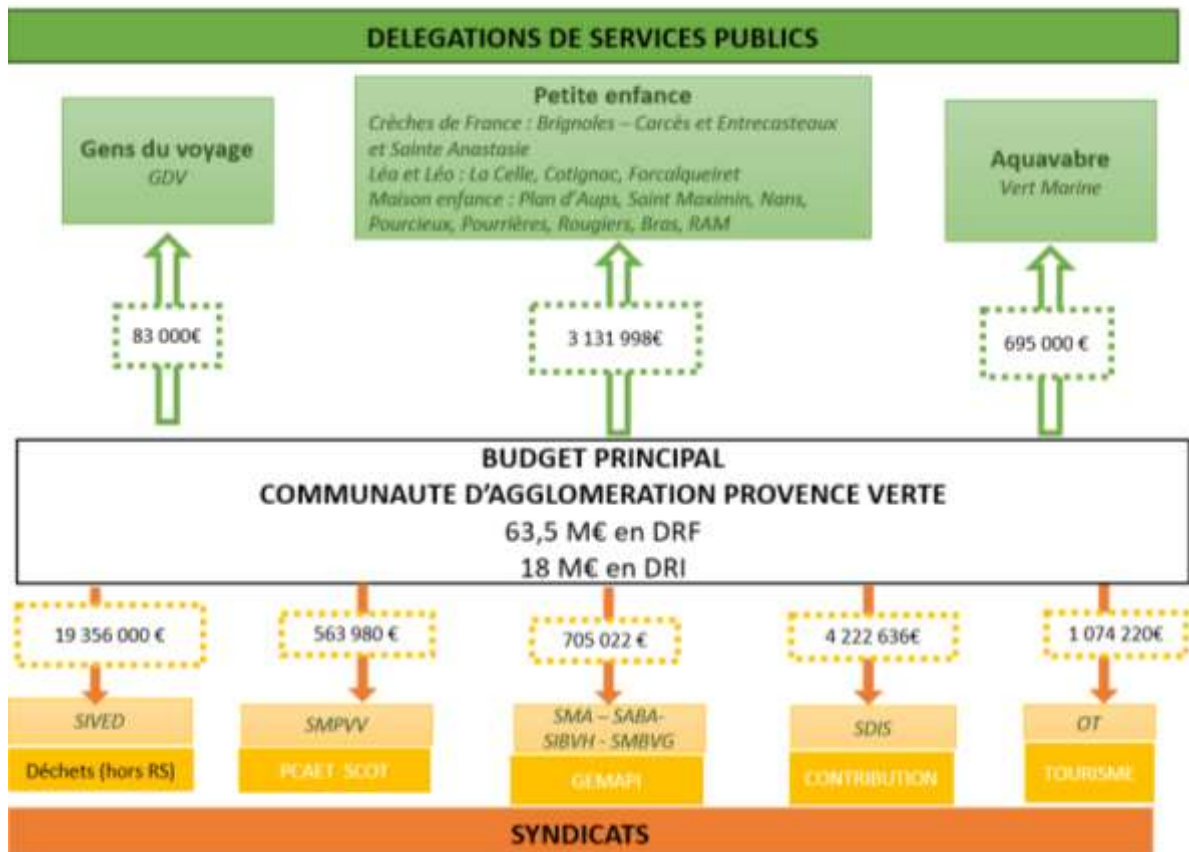 DELEGATIONS DE SERVICES PUBLICS
Gens du voyage
GDV
Petite enfance
Crèches de France : Brignoles – Carcès et Entrecasteaux
et Sainte Anastasie
Léa et Léo : La Celle, Cotignac, Forcalqueiret
Maison enfance : Plan d'Aups, Saint Maximin, Nans,
Pourcieux, Pourrières, Rougiers, Bras, RAM
Aquavabre
Vert Marine
83 000€
3 131 998€
695 000 €
BUDGET PRINCIPAL
COMMUNAUTE D'AGGLOMERATION PROVENCE VERTE
63,5 M€ en DRF
18 M€ en DRI
19 356 000 €
563 980 €
705 022 €
4 222 636€
1 074 220€
SIVED
Déchets (hors RS)
SMPVV
PCAET SCOT
SMA – SABA-
SIBVH - SMBVG
GEMAPI
SDIS
CONTRIBUTION
OT
TOURISME
SYNDICATS